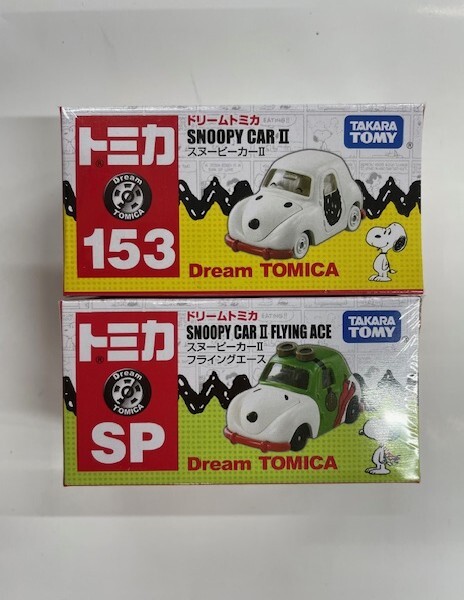 トミカ
Dream
TOMICA
153
ドリームトミカ
SNOOPY CAR II
スヌーピーカーII
TAKARA
TOMY
Dream TOMICA
トミカ
Dream
TOMICA
SP
ドリームトミカ
SNOOPY CAR II FLYING ACE
スヌーピーカーII
フライングエース
TAKARA
TOMY
Dream TOMICA